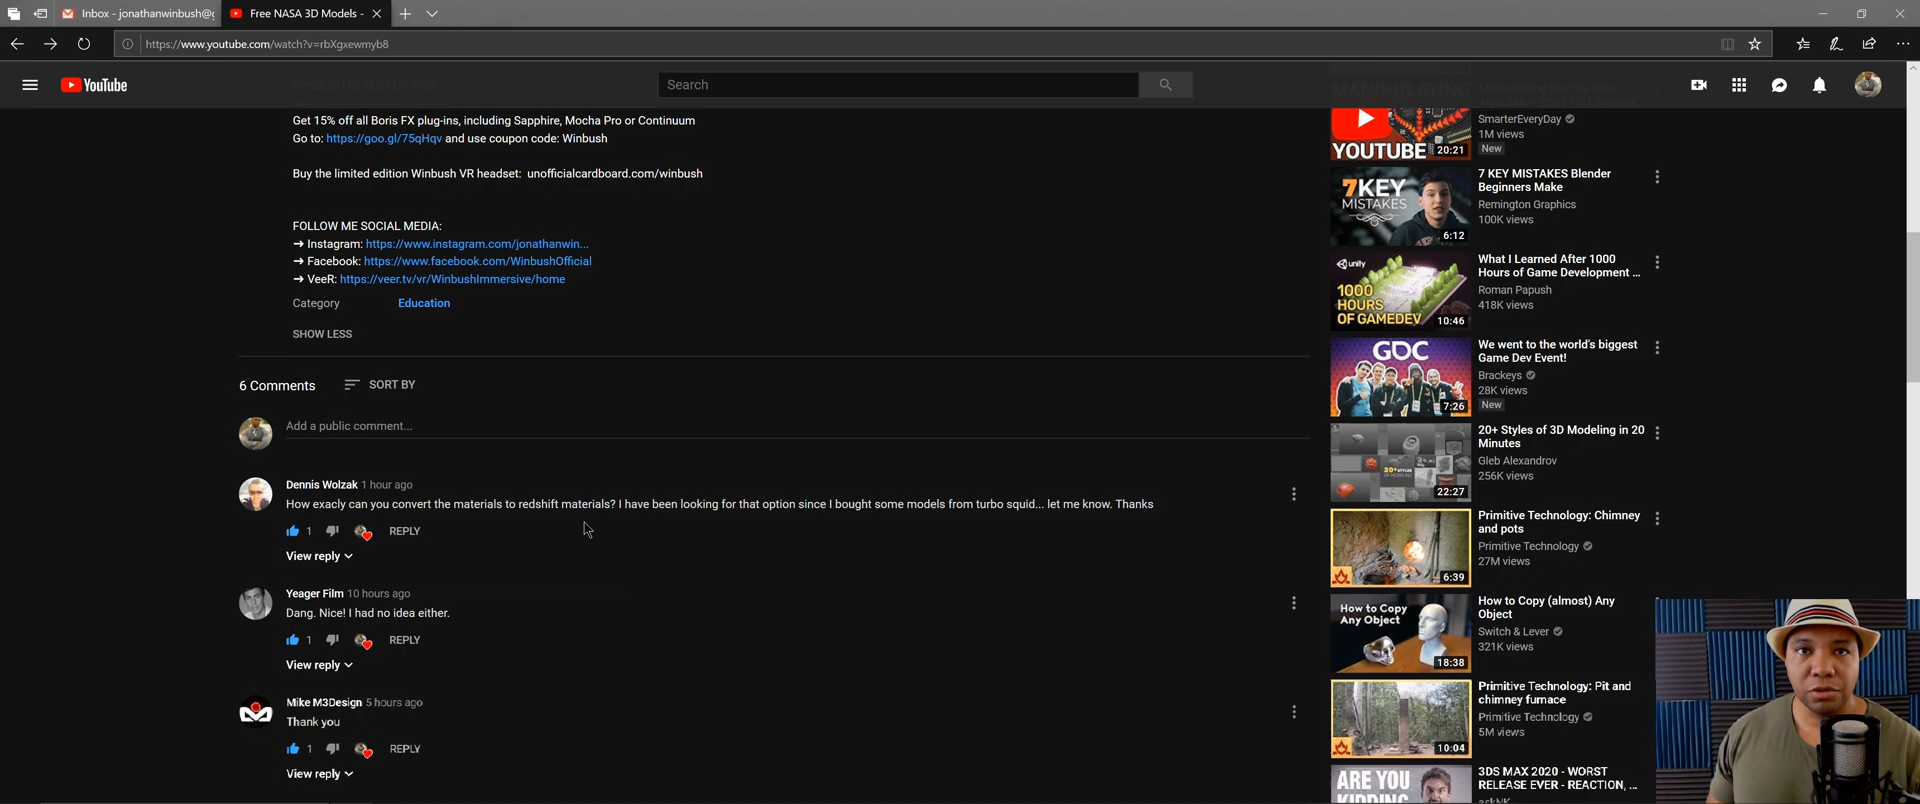 Inbox - jonathanwinbush@g
Free NASA 3D Models -
https://www.youtube.com/watch?v=rbXgxewmyb8
YouTube
Search
Get 15% off all Boris FX plug-ins, including Sapphire, Mocha Pro or Continuum
Go to: https://goo.gl/75qHqv and use coupon code: Winbush
Buy the limited edition Winbush VR headset: unofficialcardboard.com/winbush
FOLLOW ME SOCIAL MEDIA:
➔ Instagram: https://www.instagram.com/jonathanwin...
➔ Facebook: https://www.facebook.com/WinbushOfficial
➔ VeeR: https://veer.tv/vr/WinbushImmersive/home
Category Education
SHOW LESS
6 Comments SORT BY
Add a public comment...
Dennis Wolzak 1 hour ago
How exacly can you convert the materials to redshift materials? I have been looking for that option since I bought some models from turbo squid... let me know. Thanks
1 REPLY
View reply
Yeager Film 10 hours ago
Dang. Nice! I had no idea either.
1 REPLY
View reply
Mike M3Design 5 hours ago
Thank you
1 REPLY
View reply
MANIPULATING
YOUTUBE
20:21
SmarterEveryDay
1M views
New
7 KEY
MISTAKES
6:12
7 KEY MISTAKES Blender
Beginners Make
Remington Graphics
100K views
unity
1000
HOURS
OF GAMEDEV
10:46
What I Learned After 1000
Hours of Game Development ...
Roman Papush
418K views
GDC
7:26
We went to the world's biggest
Game Dev Event!
Brackeys
28K views
New
20+ STYLES
22:27
20+ Styles of 3D Modeling in 20
Minutes
Gleb Alexandrov
256K views
6:39
Primitive Technology: Chimney
and pots
Primitive Technology
27M views
How to Copy
Any Object
18:38
How to Copy (almost) Any
Object
Switch & Lever
321K views
10:04
Primitive Technology: Pit and
chimney furnace
Primitive Technology
5M views
ARE YOU
KIDDING
3DS MAX 2020 - WORST
RELEASE EVER - REACTION, ...
askNK